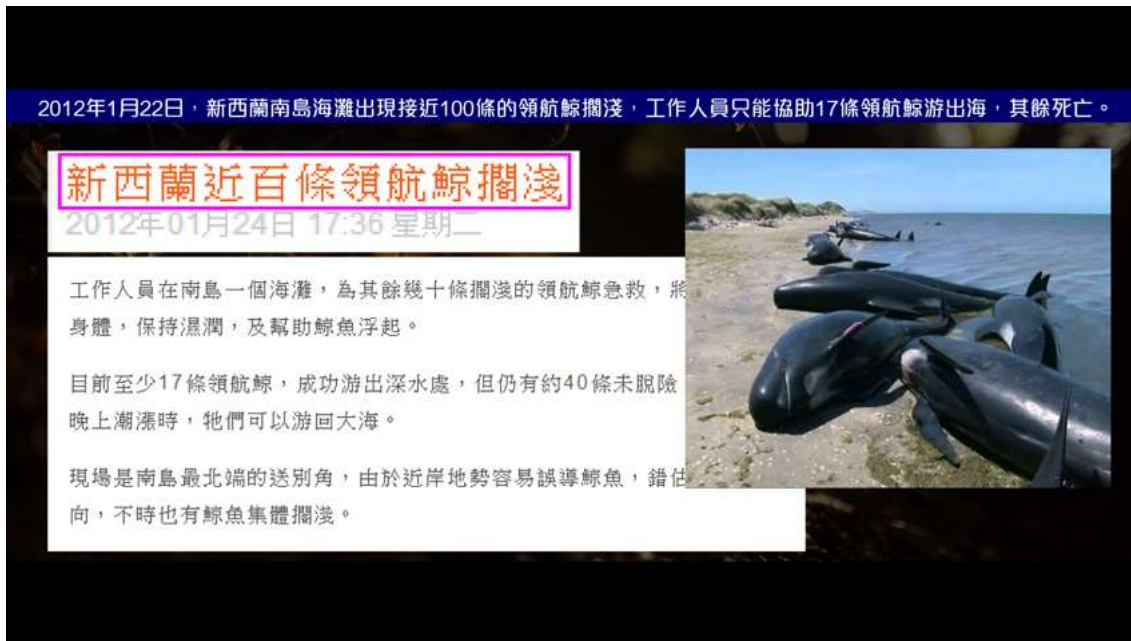 2012年1月22日，新西蘭南島海灘出現接近100條的領航鯨擱淺，工作人員只能協助17條領航鯨游出海，其餘死亡。
新西蘭近百條領航鯨擱淺
2012年01月24日 17:36 星期二
工作人員在南島一個海灘，為其餘幾十條擱淺的領航鯨急救，將
身體，保持濕潤，及幫助鯨魚浮起。
目前至少17條領航鯨，成功游出深水處，但仍有約40條未脫險
晚上潮漲時，牠們可以游回大海。
現場是南島最北端的送別角，由於近岸地勢容易誤導鯨魚，錯估
向，不時也有鯨魚集體擱淺。